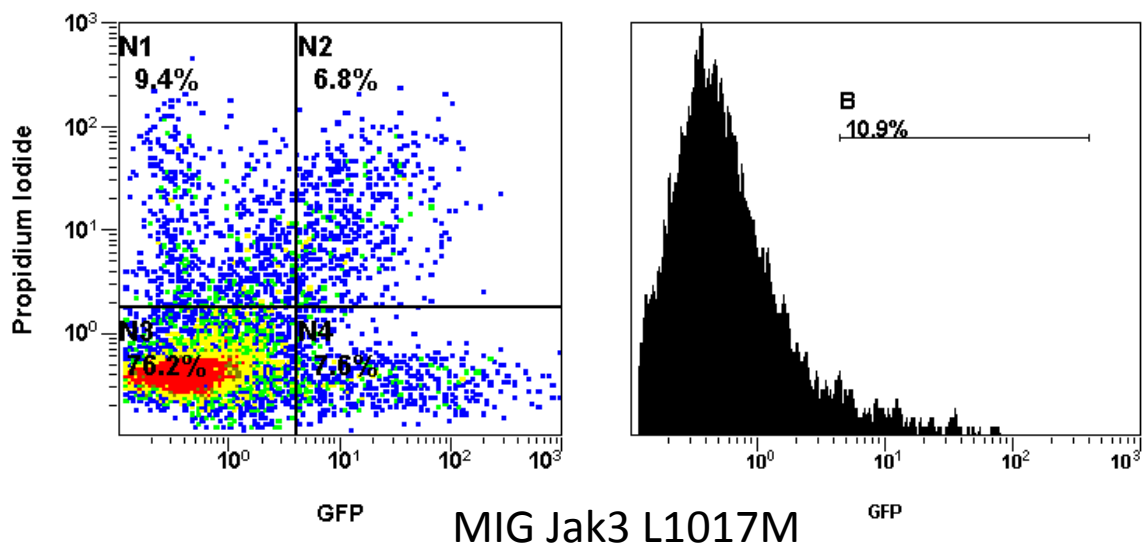 10³
N1
N2
9.4%
6.8%
10²
10¹
10⁰
N3
N4
76.2%
7.6%
10⁰ 10¹ 10² 10³
Propidium Iodide
GFP
B
10.9%
10⁰ 10¹ 10² 10³
GFP
MIG Jak3 L1017M